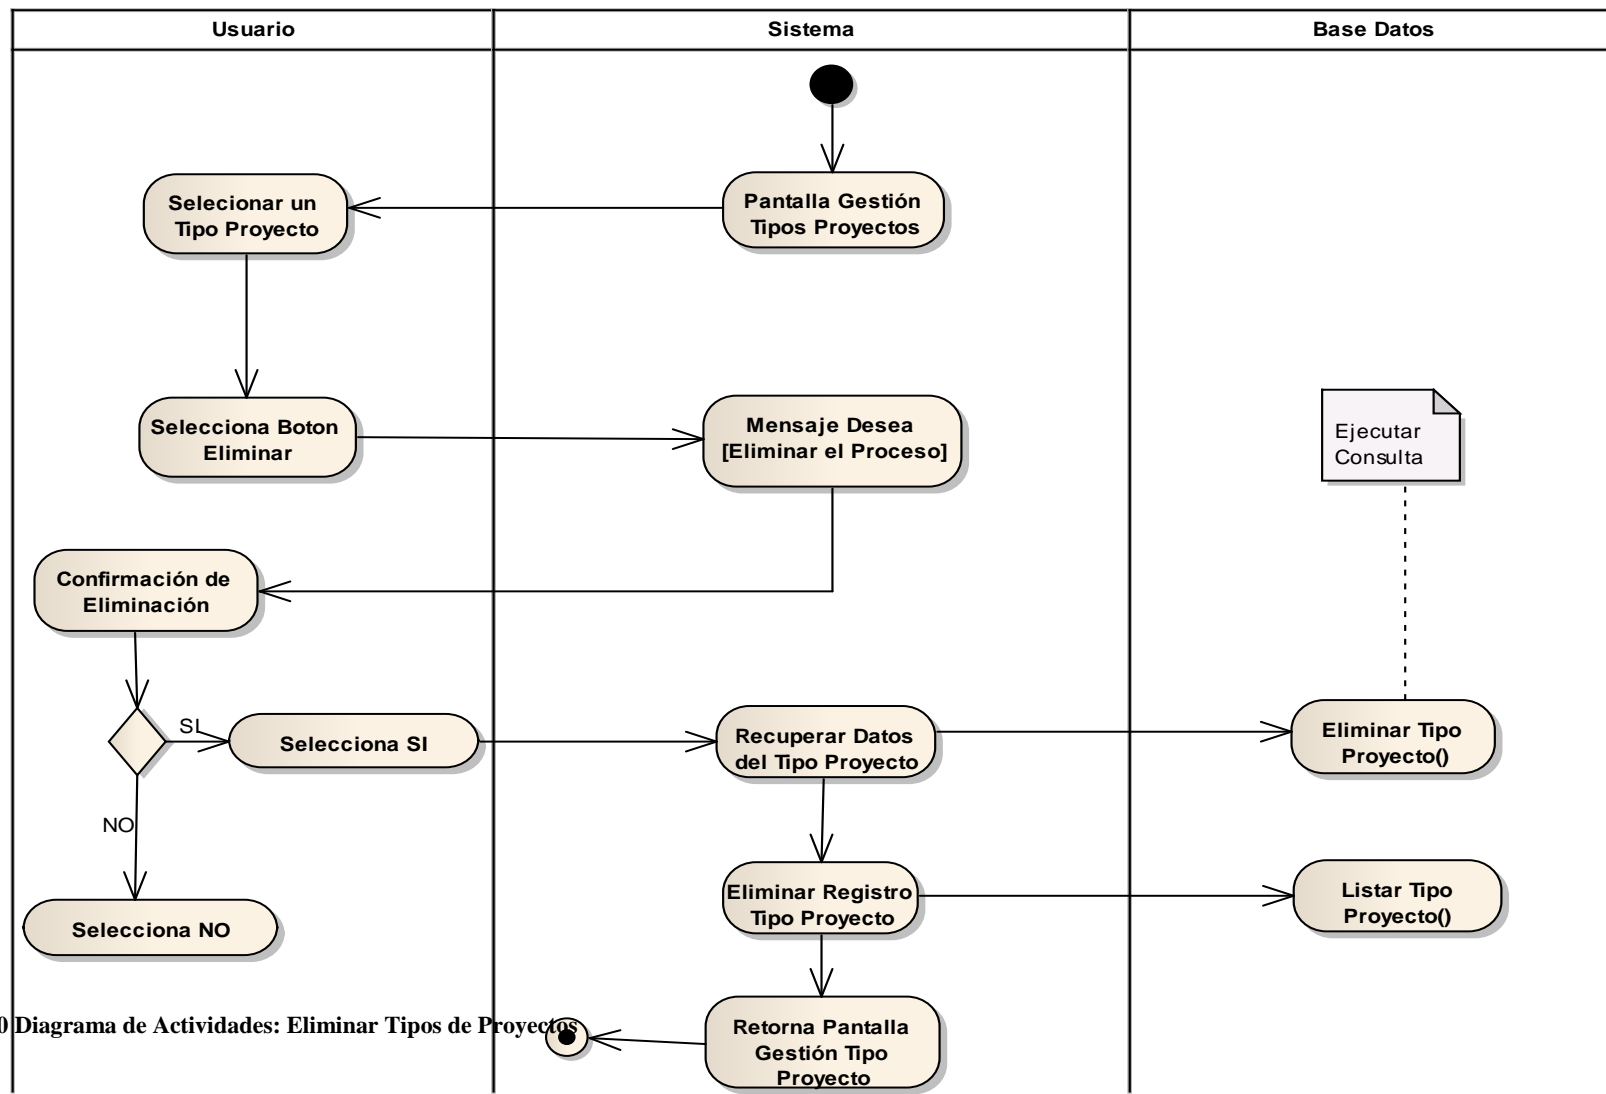 Usuario
Sistema
Base Datos
Selecionar un
Tipo Proyecto
Pantalla Gestión
Tipos Proyectos
Selecciona Boton
Eliminar
Mensaje Desea
[Eliminar el Proceso]
Ejecutar
Consulta
Confirmación de
Eliminación
SI
Selecciona SI
Recuperar Datos
del Tipo Proyecto
Eliminar Tipo
Proyecto()
NO
Selecciona NO
Eliminar Registro
Tipo Proyecto
Listar Tipo
Proyecto()
0 Diagrama de Actividades: Eliminar Tipos de Proyectos
Retorna Pantalla
Gestión Tipo
Proyecto